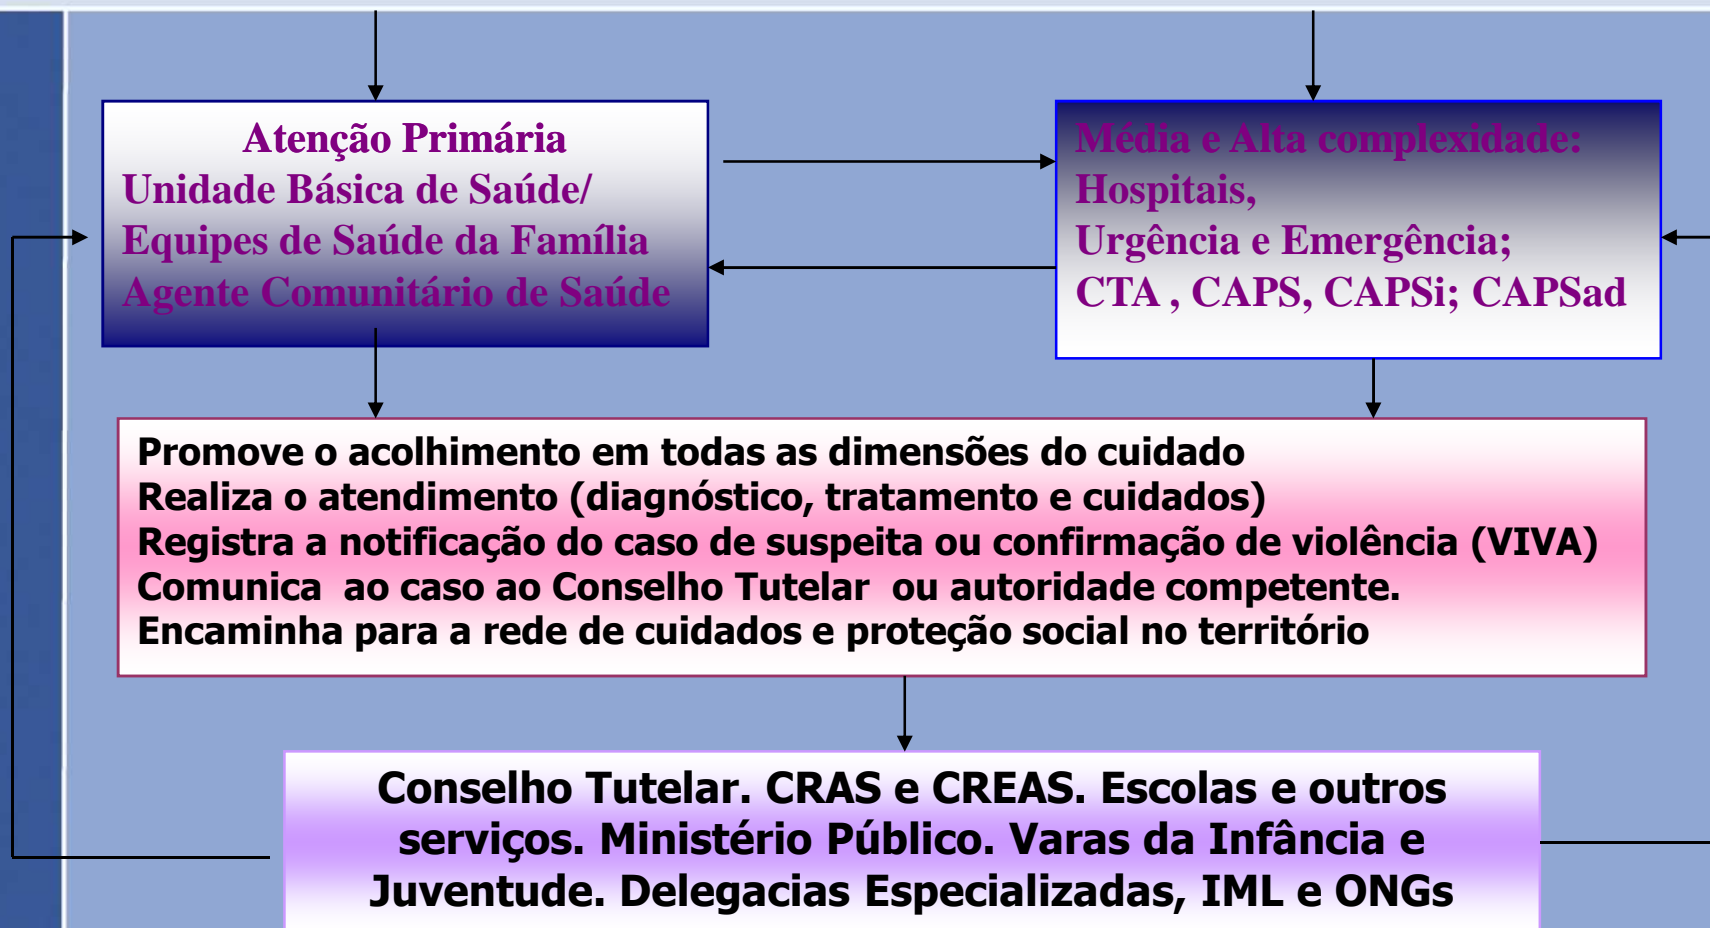 Atenção Primária
Unidade Básica de Saúde/
Equipes de Saúde da Família
Agente Comunitário de Saúde
Média e Alta complexidade:
Hospitais,
Urgência e Emergência;
CTA , CAPS, CAPSi; CAPSad
Promove o acolhimento em todas as dimensões do cuidado
Realiza o atendimento (diagnóstico, tratamento e cuidados)
Registra a notificação do caso de suspeita ou confirmação de violência (VIVA)
Comunica  ao caso ao Conselho Tutelar  ou autoridade competente.
Encaminha para a rede de cuidados e proteção social no território
Conselho Tutelar. CRAS e CREAS. Escolas e outros
serviços. Ministério Público. Varas da Infância e
Juventude. Delegacias Especializadas, IML e ONGs